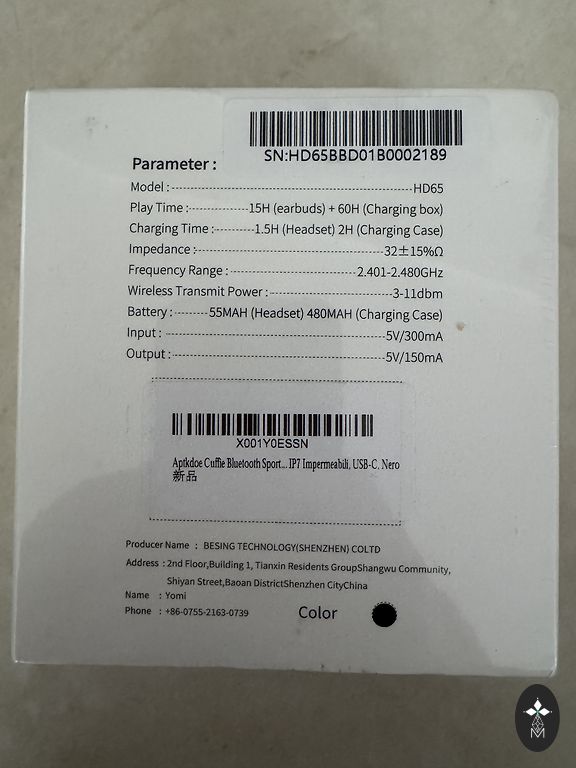 SN:HD65BBD01B0002189
Parameter :
Model : HD65
Play Time : 15H (earbuds) + 60H (Charging box)
Charging Time : 1.5H (Headset) 2H (Charging Case)
Impedance : 32±15%Ω
Frequency Range : 2.401-2.480GHz
Wireless Transmit Power : 3-11dbm
Battery : 55MAH (Headset) 480MAH (Charging Case)
Input : 5V/300mA
Output : 5V/150mA
X001Y0ESSN
Aptkdoe Cuffie Bluetooth Sport... IP7 Impermeabili, USB-C, Nero
新品
Producer Name : BESING TECHNOLOGY(SHENZHEN) COLTD
Address : 2nd Floor,Building 1, Tianxin Residents GroupShangwu Community,
Shiyan Street,Baoan DistrictShenzhen CityChina
Name : Yomi
Phone : +86-0755-2163-0739
Color
M